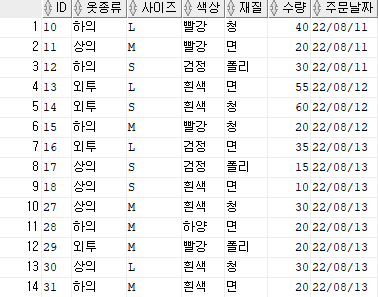 ID 옷종류 사이즈 색상 재질 수량 주문날짜
1 10 하의 L 빨강 청 40 22/08/11
2 11 상의 M 빨강 면 20 22/08/11
3 12 하의 S 검정 폴리 30 22/08/11
4 13 외투 L 흰색 면 55 22/08/12
5 14 외투 S 흰색 청 60 22/08/12
6 15 하의 M 빨강 청 20 22/08/12
7 16 외투 L 검정 면 35 22/08/13
8 17 상의 S 검정 폴리 15 22/08/13
9 18 상의 S 흰색 면 10 22/08/13
10 27 상의 M 흰색 청 30 22/08/13
11 28 하의 M 하양 면 20 22/08/13
12 29 외투 M 빨강 폴리 20 22/08/13
13 30 상의 L 흰색 청 30 22/08/13
14 31 하의 M 흰색 면 20 22/08/13